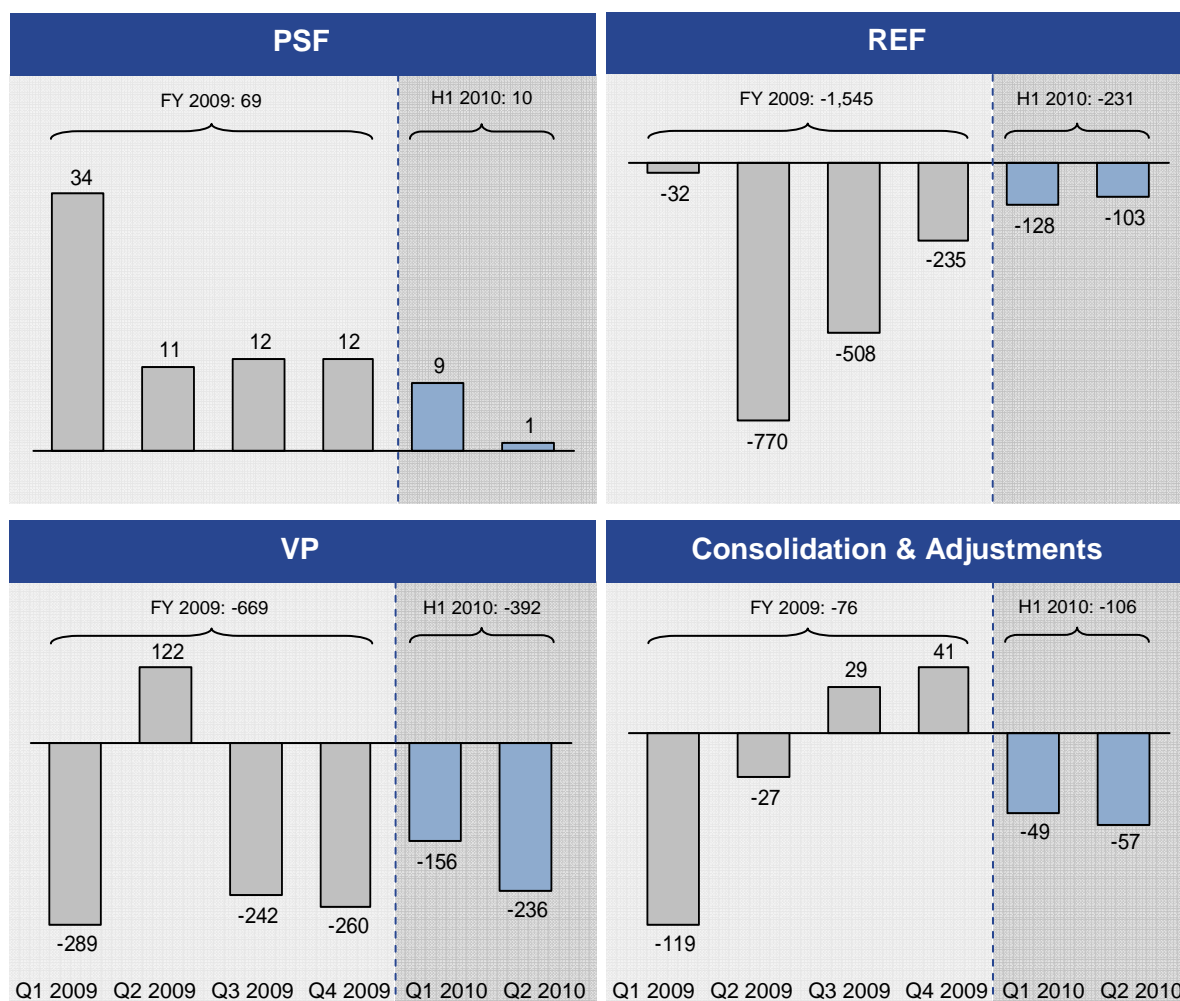 PSF
FY 2009: 69
H1 2010: 10
34
11
12
12
9
1
REF
FY 2009: -1,545
H1 2010: -231
-32
-770
-508
-235
-128
-103
VP
FY 2009: -669
H1 2010: -392
-289
122
-242
-260
-156
-236
Q1 2009 Q2 2009 Q3 2009 Q4 2009 Q1 2010 Q2 2010
Consolidation & Adjustments
FY 2009: -76
H1 2010: -106
-119
-27
29
41
-49
-57
Q1 2009 Q2 2009 Q3 2009 Q4 2009 Q1 2010 Q2 2010